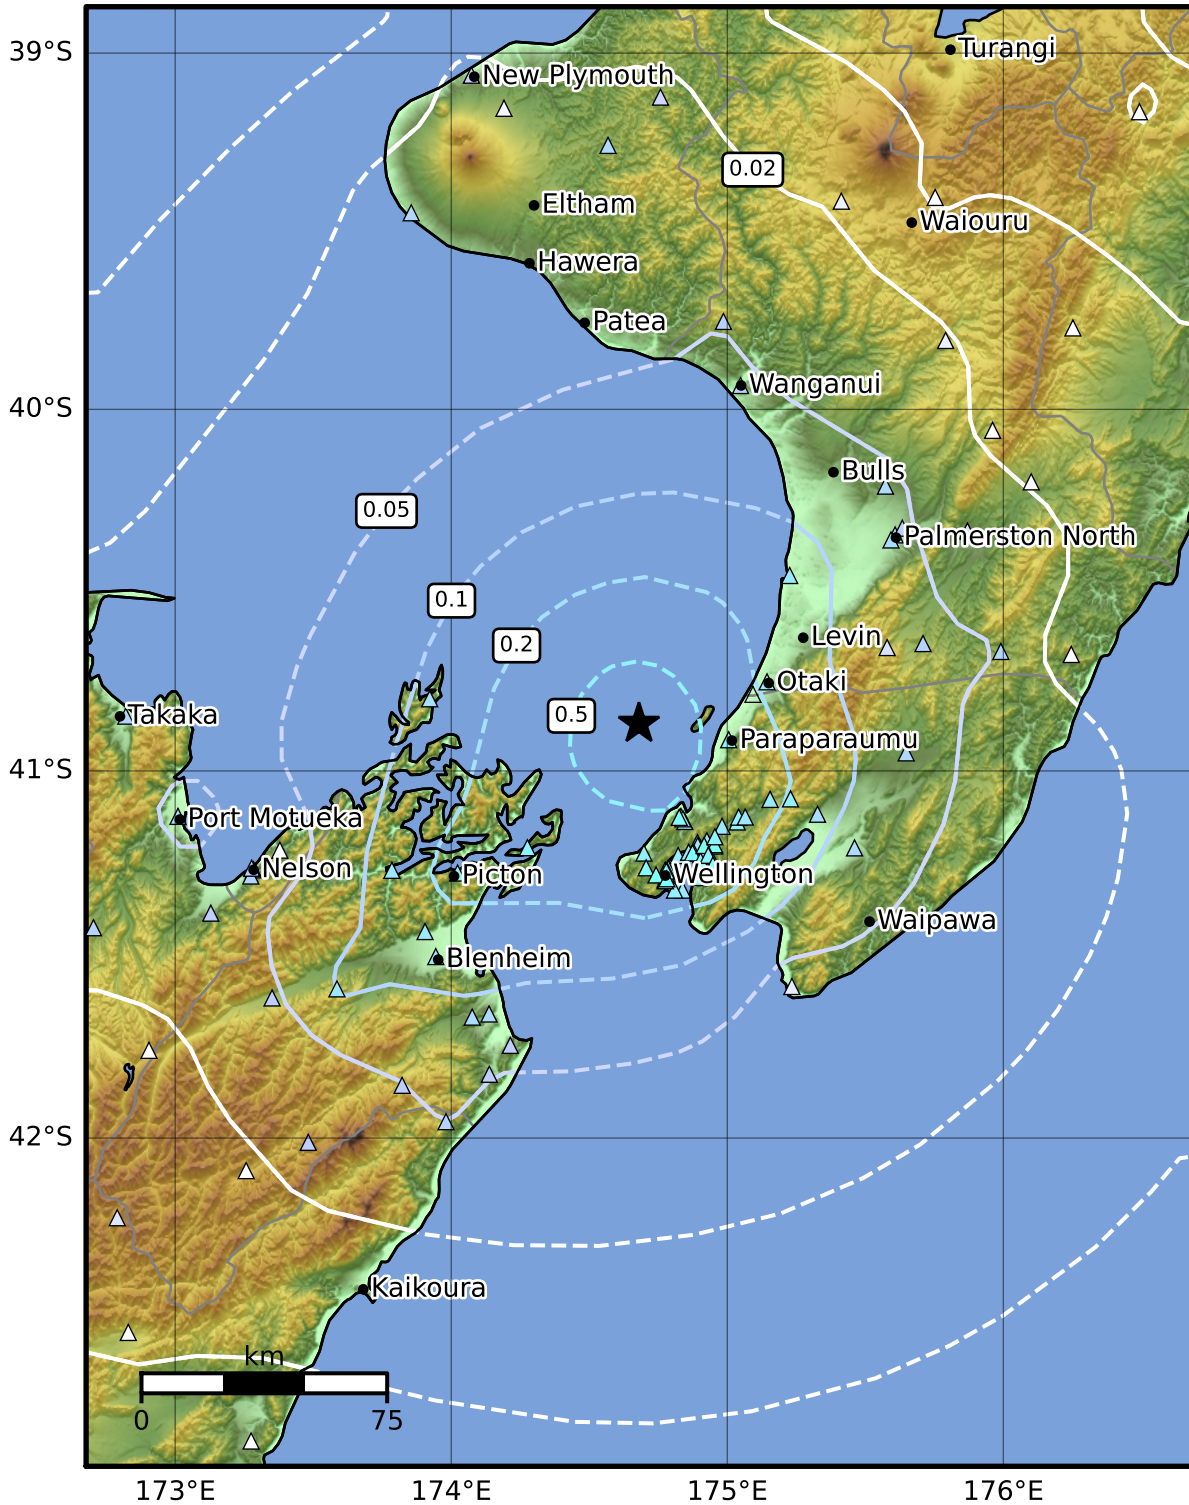 39°S
Turangi
New Plymouth
0.02
Eltham
Waiouru
Hawera
Patea
Wanganui
40°S
Bulls
0.05
Palmerston North
0.1
Levin
0.2
Otaki
Takaka
0.5
Paraparaumu
41°S
Port Motueka
Nelson
Picton
Wellington
Waipawa
Blenheim
42°S
Kaikoura
km
0
75
173°E
174°E
175°E
176°E